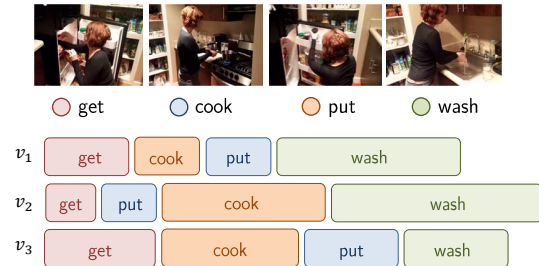 get cook put wash
v1 get cook put wash
v2 get put cook wash
v3 get cook put wash